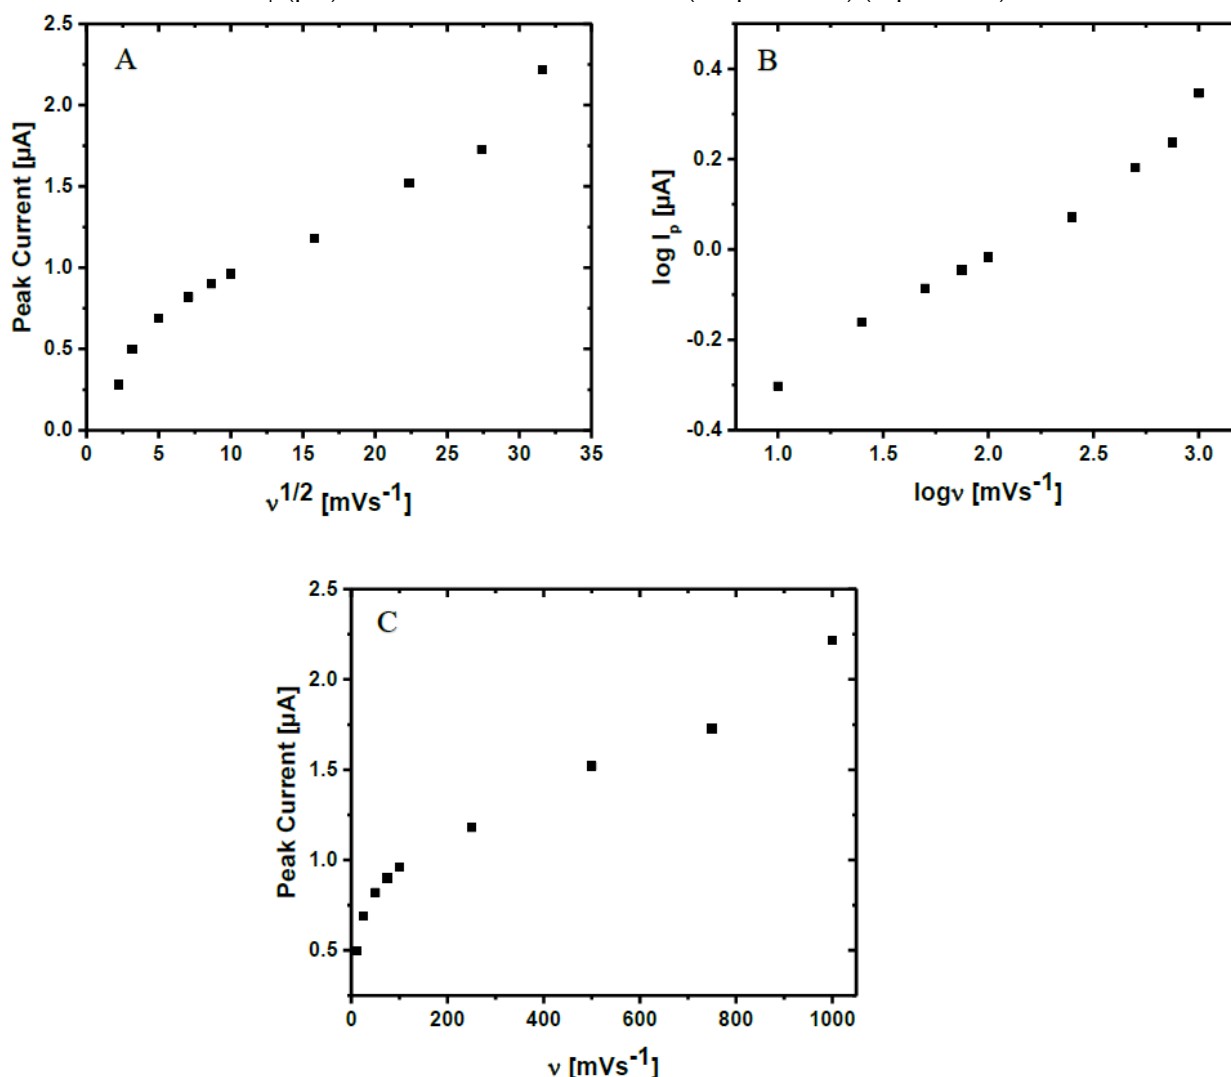 A
Peak Current [µA]
2.5
2.0
1.5
1.0
0.5
0.0
0 5 10 15 20 25 30 35
ν^1/2 [mVs^-1]
B
log I_p [µA]
0.4
0.2
0.0
-0.2
-0.4
1.0 1.5 2.0 2.5 3.0
logν [mVs^-1]
C
Peak Current [µA]
2.5
2.0
1.5
1.0
0.5
0 200 400 600 800 1000
ν [mVs^-1]